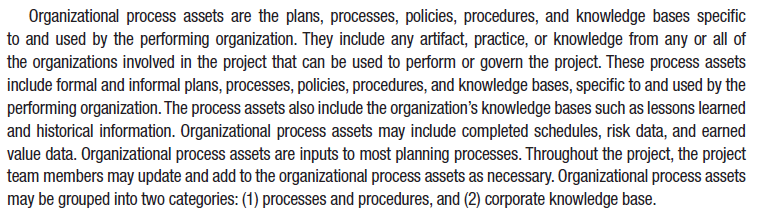 Organizational process assets are the plans, processes, policies, procedures, and knowledge bases specific
to and used by the performing organization. They include any artifact, practice, or knowledge from any or all of
the organizations involved in the project that can be used to perform or govern the project. These process assets
include formal and informal plans, processes, policies, procedures, and knowledge bases, specific to and used by the
performing organization. The process assets also include the organization’s knowledge bases such as lessons learned
and historical information. Organizational process assets may include completed schedules, risk data, and earned
value data. Organizational process assets are inputs to most planning processes. Throughout the project, the project
team members may update and add to the organizational process assets as necessary. Organizational process assets
may be grouped into two categories: (1) processes and procedures, and (2) corporate knowledge base.